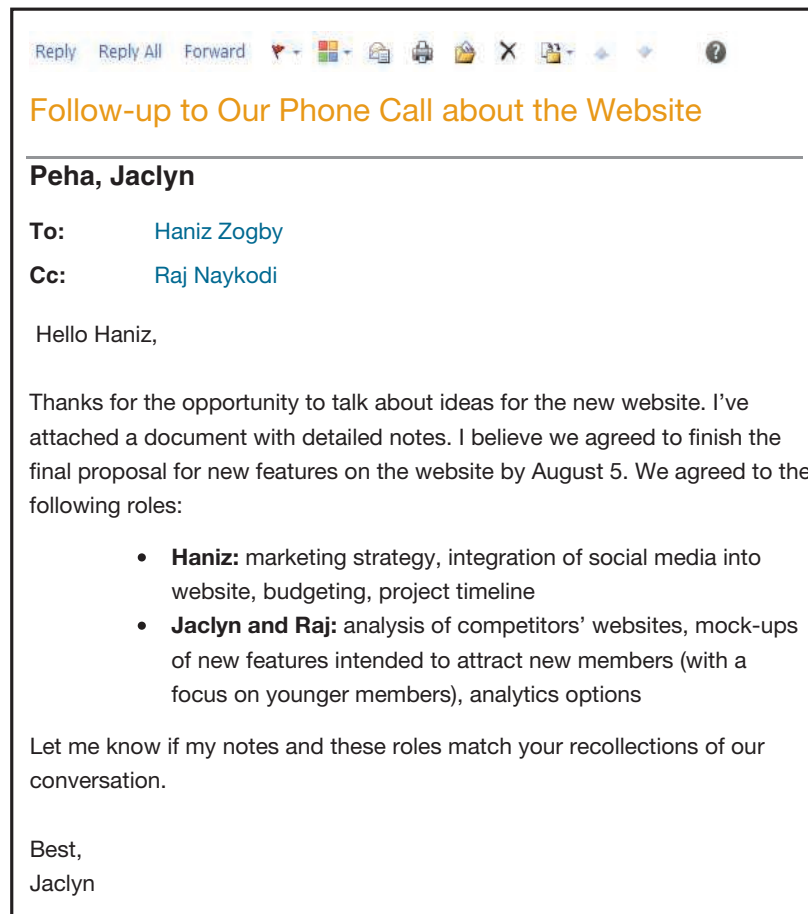 Reply Reply All Forward
Follow-up to Our Phone Call about the Website
Peha, Jaclyn
To: Haniz Zogby
Cc: Raj Naykodi
Hello Haniz,
Thanks for the opportunity to talk about ideas for the new website. I’ve
attached a document with detailed notes. I believe we agreed to finish the
final proposal for new features on the website by August 5. We agreed to the
following roles:
• Haniz: marketing strategy, integration of social media into
website, budgeting, project timeline
• Jaclyn and Raj: analysis of competitors’ websites, mock-ups
of new features intended to attract new members (with a
focus on younger members), analytics options
Let me know if my notes and these roles match your recollections of our
conversation.
Best,
Jaclyn